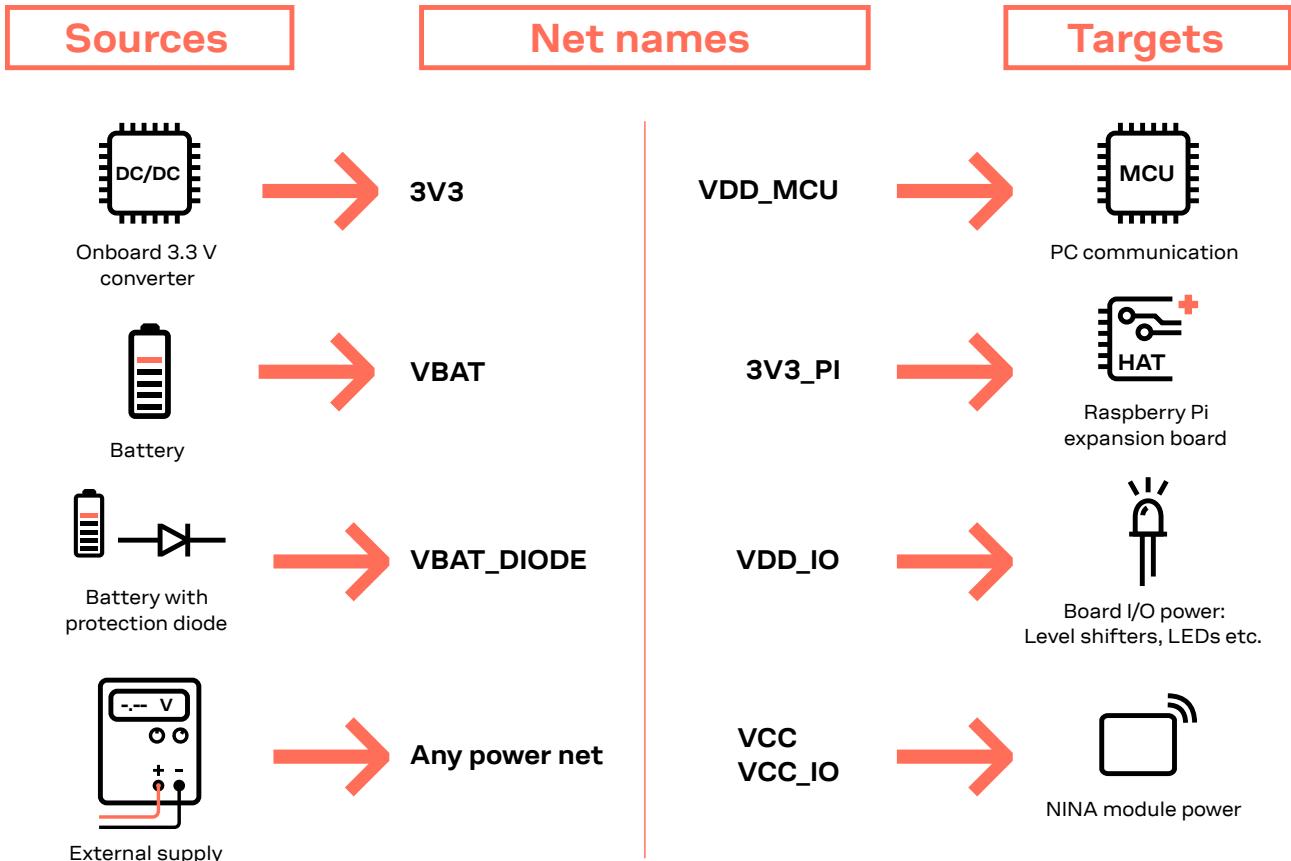 Sources
Net names
Targets
DC/DC
Onboard 3.3 V
converter
3V3
VDD_MCU
MCU
PC communication
Battery
VBAT
3V3_PI
HAT
Raspberry Pi
expansion board
Battery with
protection diode
VBAT_DIODE
VDD_IO
Board I/O power:
Level shifters, LEDs etc.
-.-- V
+ -
External supply
Any power net
VCC
VCC_IO
NINA module power